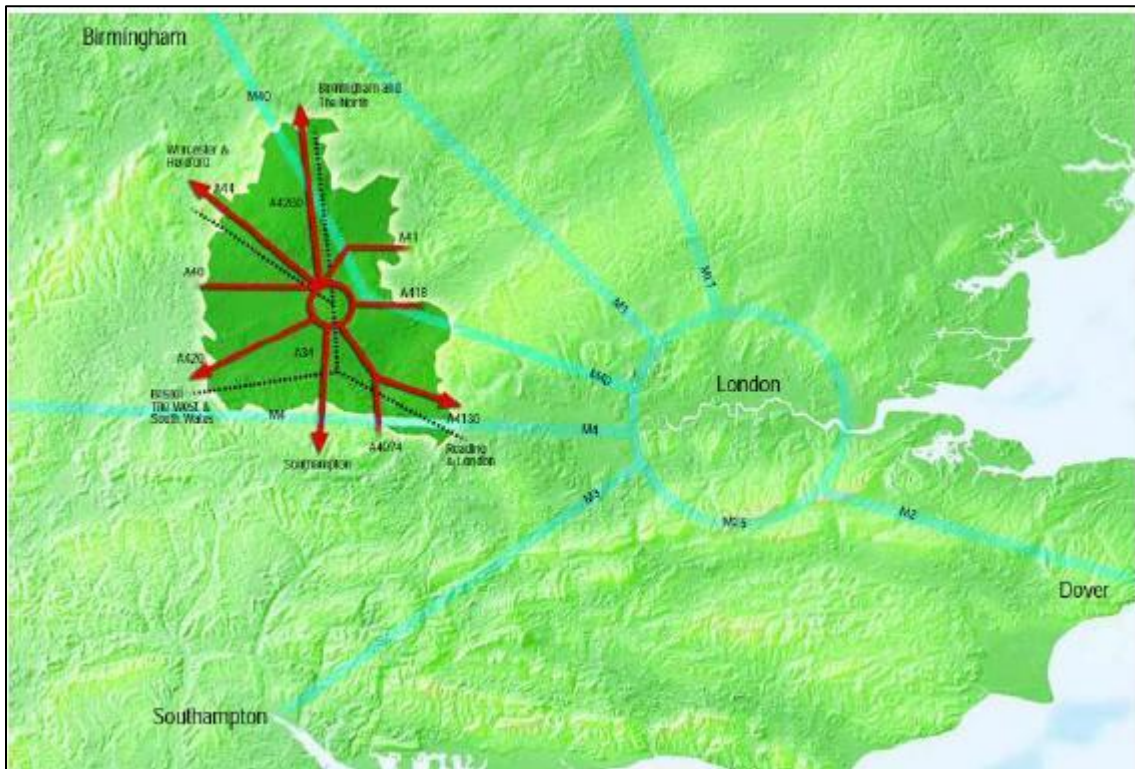 Birmingham
M40
Birmingham and
The North
Worcester &
Hereford
A44
A4260
A41
A40
A418
M1
A34
A420
M40
London
Bristol
The West &
South Wales
M4
A4130
M4
A4074
Southampton
Reading
& London
M3
M25
M2
Dover
Southampton